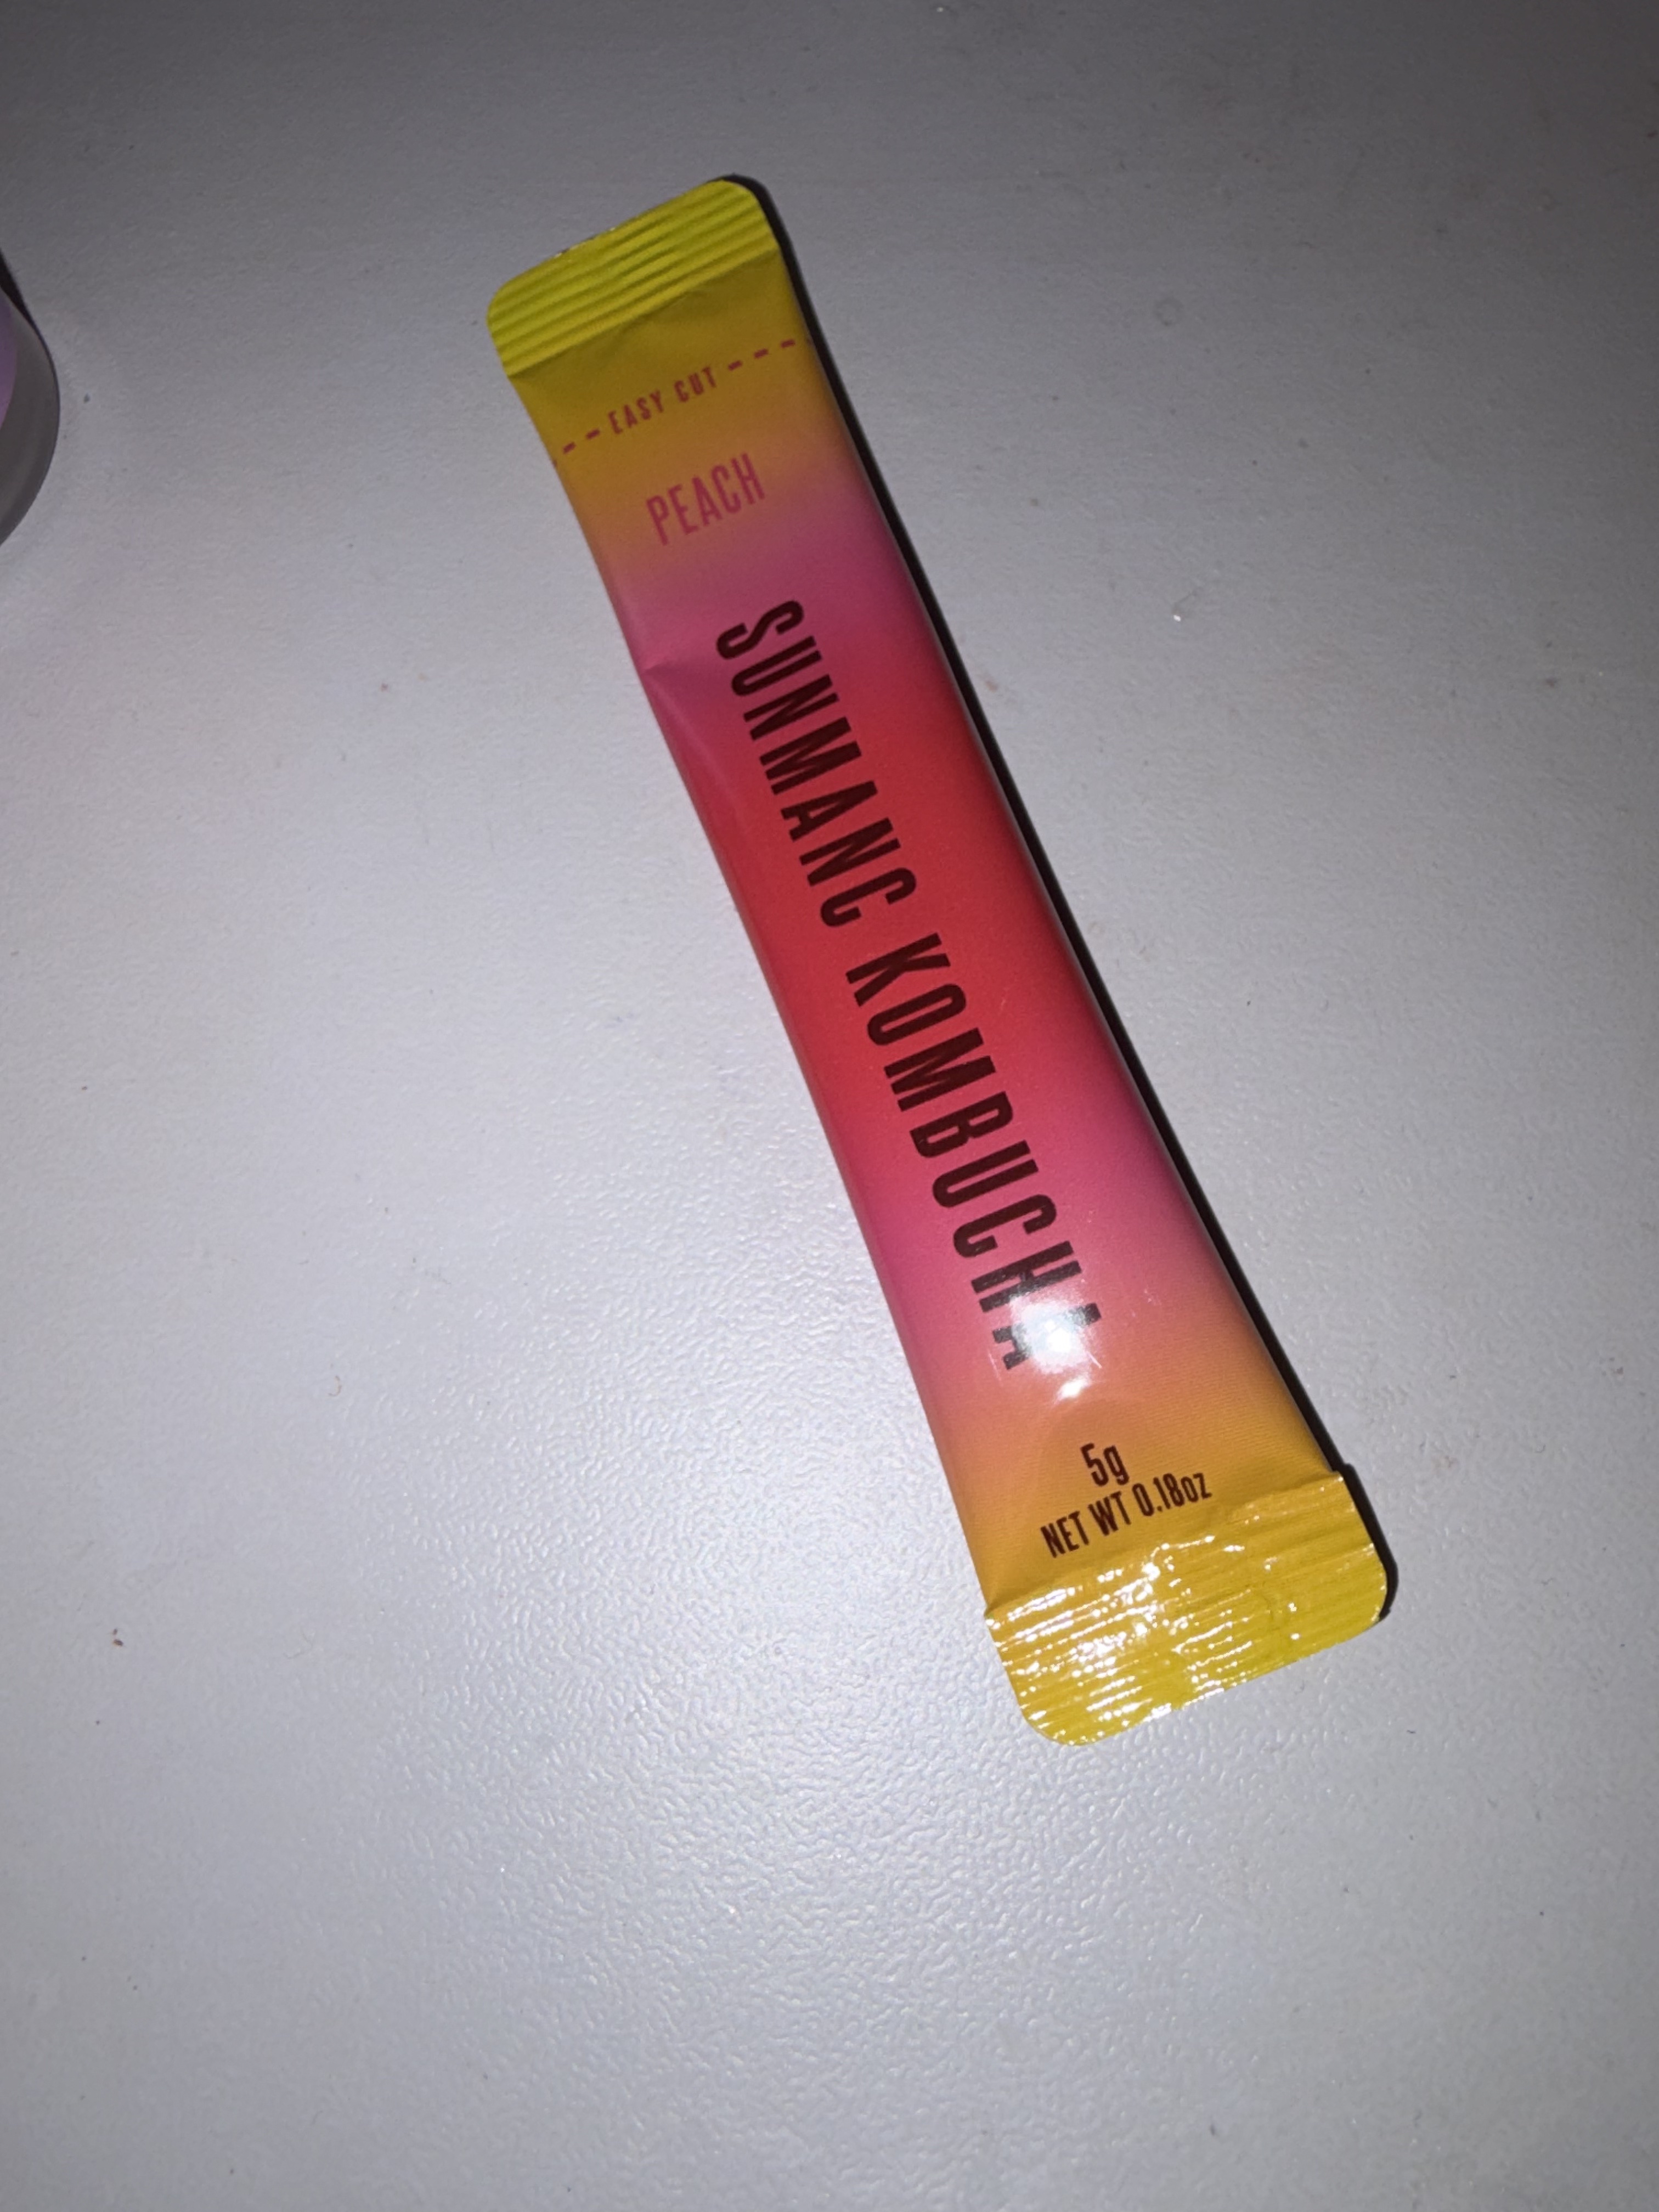 - - EASY CUT - - -
PEACH
SUNMANC KOMBUCHA
5g
NET WT 0.18oz